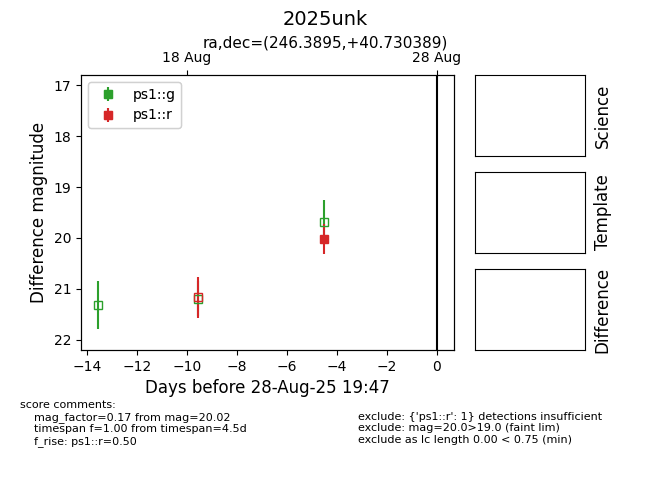 2025unk
ra,dec=(246.3895,+40.730389)
18 Aug
28 Aug
ps1::g
ps1::r
17
18
19
20
21
22
Difference magnitude
−14
−12
−10
−8
−6
−4
−2
0
Days before 28-Aug-25 19:47
Science
Template
Difference
score comments:
mag_factor=0.17 from mag=20.02
timespan f=1.00 from timespan=4.5d
f_rise: ps1::r=0.50
exclude: {'ps1::r': 1} detections insufficient
exclude: mag=20.0>19.0 (faint lim)
exclude as lc length 0.00 < 0.75 (min)